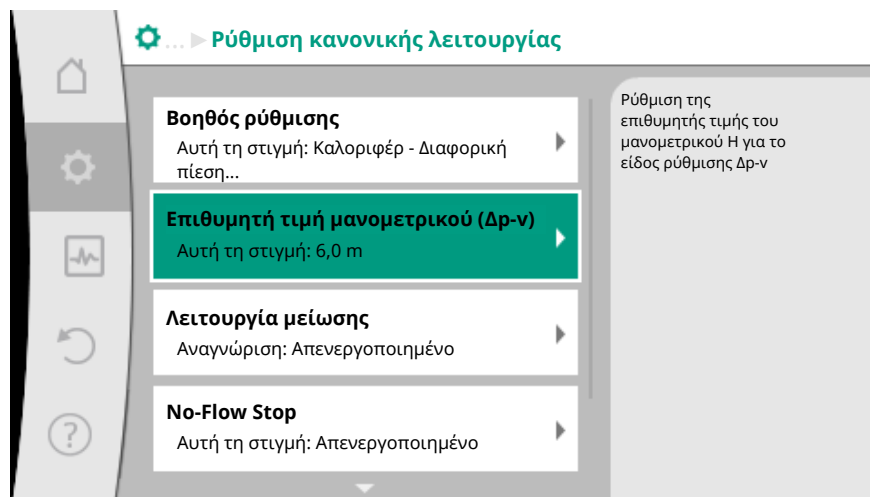 ... Ρύθμιση κανονικής λειτουργίας
Βοηθός ρύθμισης
Αυτή τη στιγμή: Καλοριφέρ - Διαφορική
πίεση...
Επιθυμητή τιμή μανομετρικού (Δp-v)
Αυτή τη στιγμή: 6,0 m
Λειτουργία μείωσης
Αναγνώριση: Απενεργοποιημένο
No-Flow Stop
Αυτή τη στιγμή: Απενεργοποιημένο
Ρύθμιση της
επιθυμητής τιμής του
μανομετρικού H για το
είδος ρύθμισης Δp-v
?